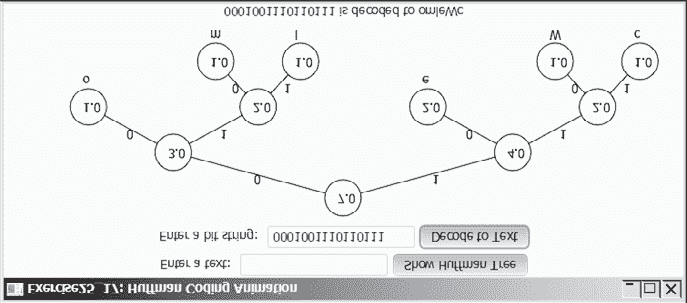 Exercise25_17: Huffman Coding Animation
Enter a text: Show Huffman Tree
Enter a bit string: 0001001110110111 Decode to Text
7.0
0 1
3.0 4.0
0 1 0 1
1.0 2.0 2.0 2.0
0 1 0 1
o e
1.0 1.0 1.0 1.0
m l W c
0001001110110111 is decoded to omleWc